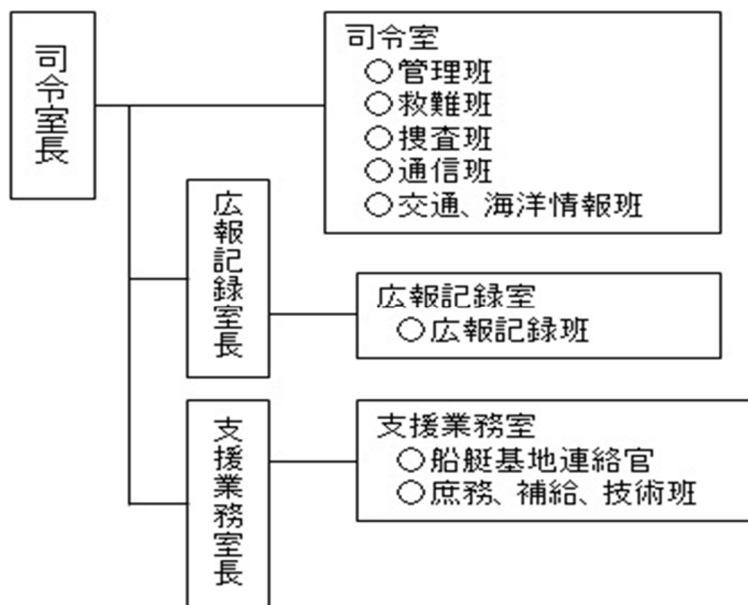 司令室長
司令室
○管理班
○救難班
○捜査班
○通信班
○交通、海洋情報班
広報記録室長
広報記録室
○広報記録班
支援業務室長
支援業務室
○船艇基地連絡官
○庶務、補給、技術班